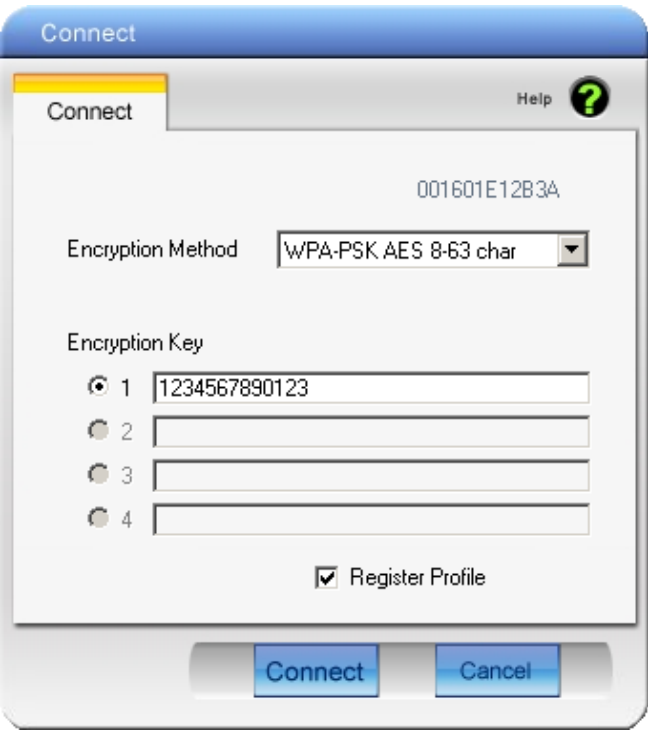 Connect
Connect
Help ?
001601E12B3A
Encryption Method WPA-PSK AES 8-63 char
Encryption Key
1 1234567890123
2
3
4
Register Profile
Connect Cancel